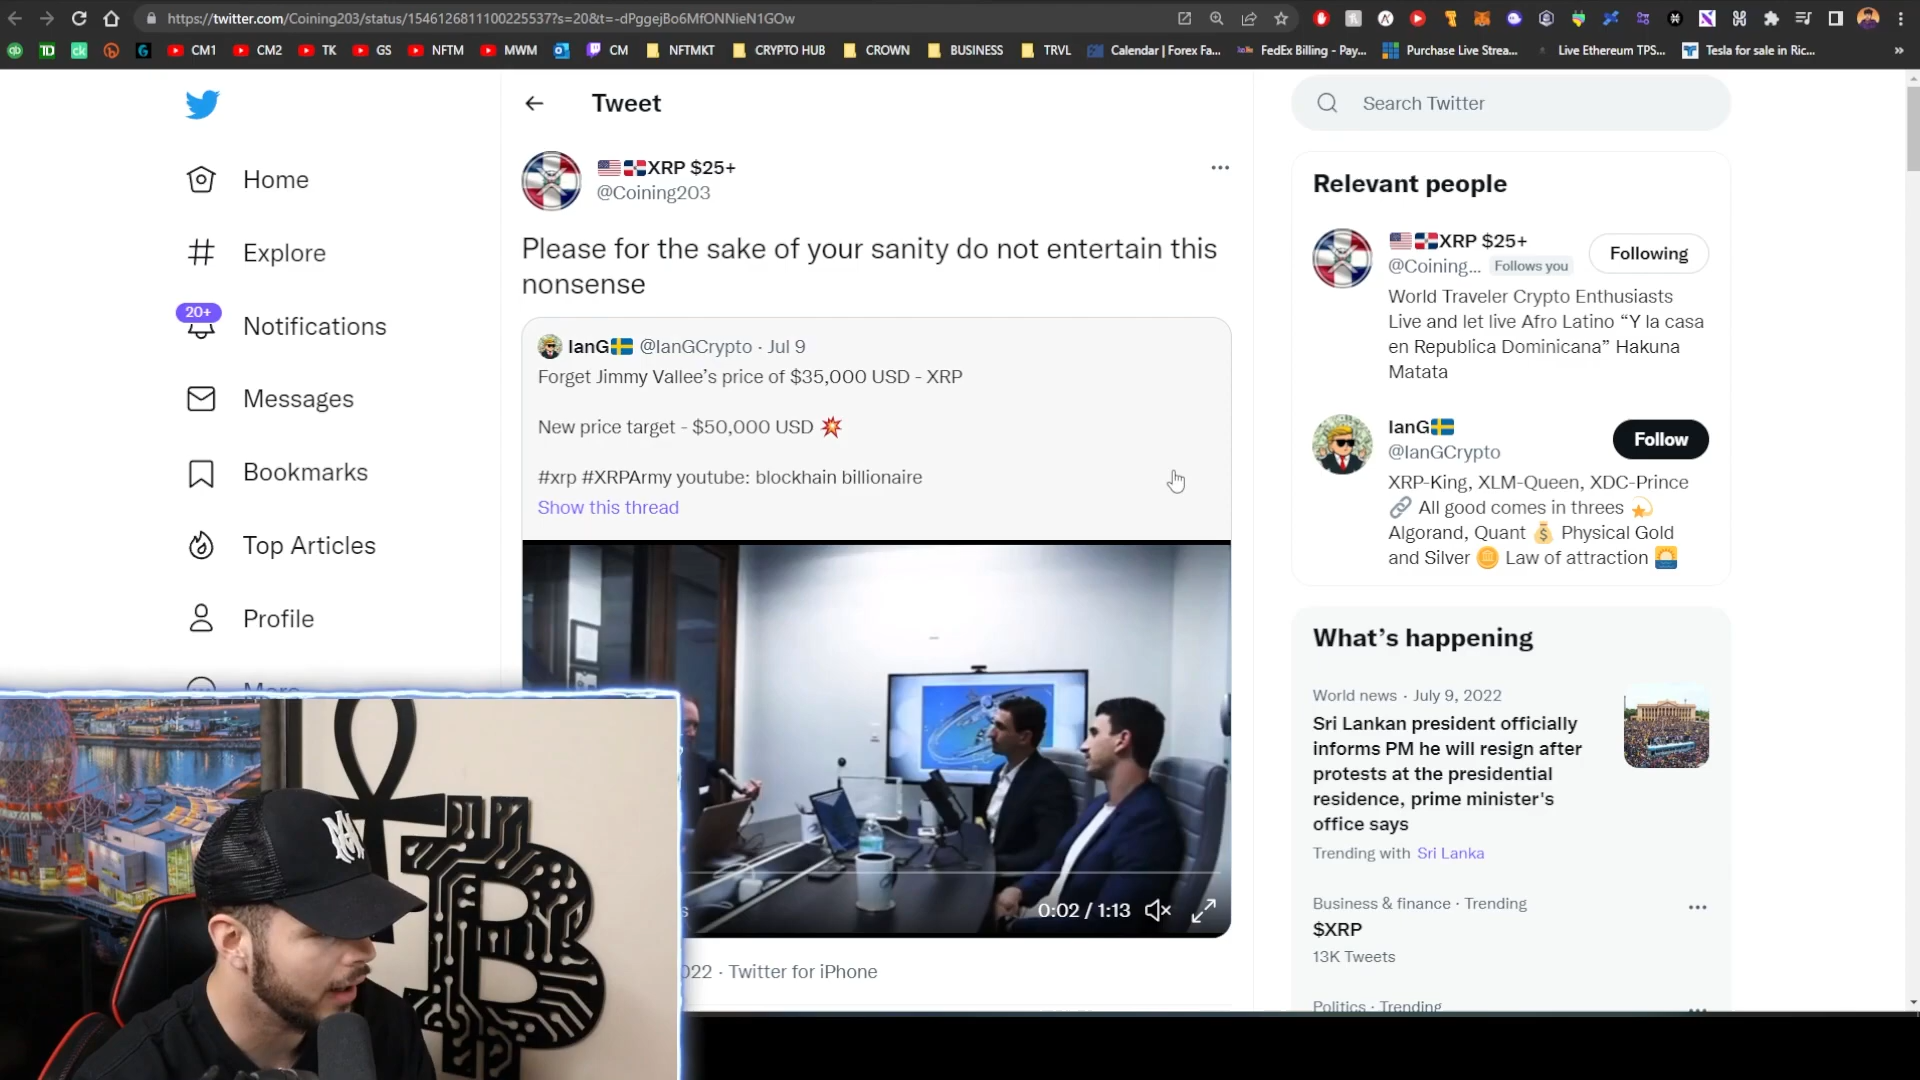 https://twitter.com/Coining203/status/1546126811100225537?s=20&t=-dPggejBo6MfONNNieN1GOw
TD ck CM1 CM2 TK GS NFTM MWM CM NFTMKT CRYPTO HUB CROWN BUSINESS TRVL Calendar | Forex Fa... FedEx Billing - Pay... Purchase Live Strea... Live Ethereum TPS... Tesla for sale in Ric... »
Tweet
Search Twitter
XRP $25+
@Coining203
Home
Explore
20+
Notifications
Messages
Bookmarks
Top Articles
Profile
More
Please for the sake of your sanity do not entertain this
nonsense
IanG @IanGCrypto · Jul 9
Forget Jimmy Vallee’s price of $35,000 USD - XRP
New price target - $50,000 USD
#xrp #XRPArmy youtube: blockhain billionaire
Show this thread
0:02 / 1:13
022 · Twitter for iPhone
Relevant people
XRP $25+
@Coining... Follows you
Following
World Traveler Crypto Enthusiasts
Live and let live Afro Latino “Y la casa
en Republica Dominicana” Hakuna
Matata
IanG
@IanGCrypto
Follow
XRP-King, XLM-Queen, XDC-Prince
All good comes in threes
Algorand, Quant Physical Gold
and Silver Law of attraction
What’s happening
World news · July 9, 2022
Sri Lankan president officially
informs PM he will resign after
protests at the presidential
residence, prime minister's
office says
Trending with Sri Lanka
Business & finance · Trending
$XRP
13K Tweets
Politics · Trending